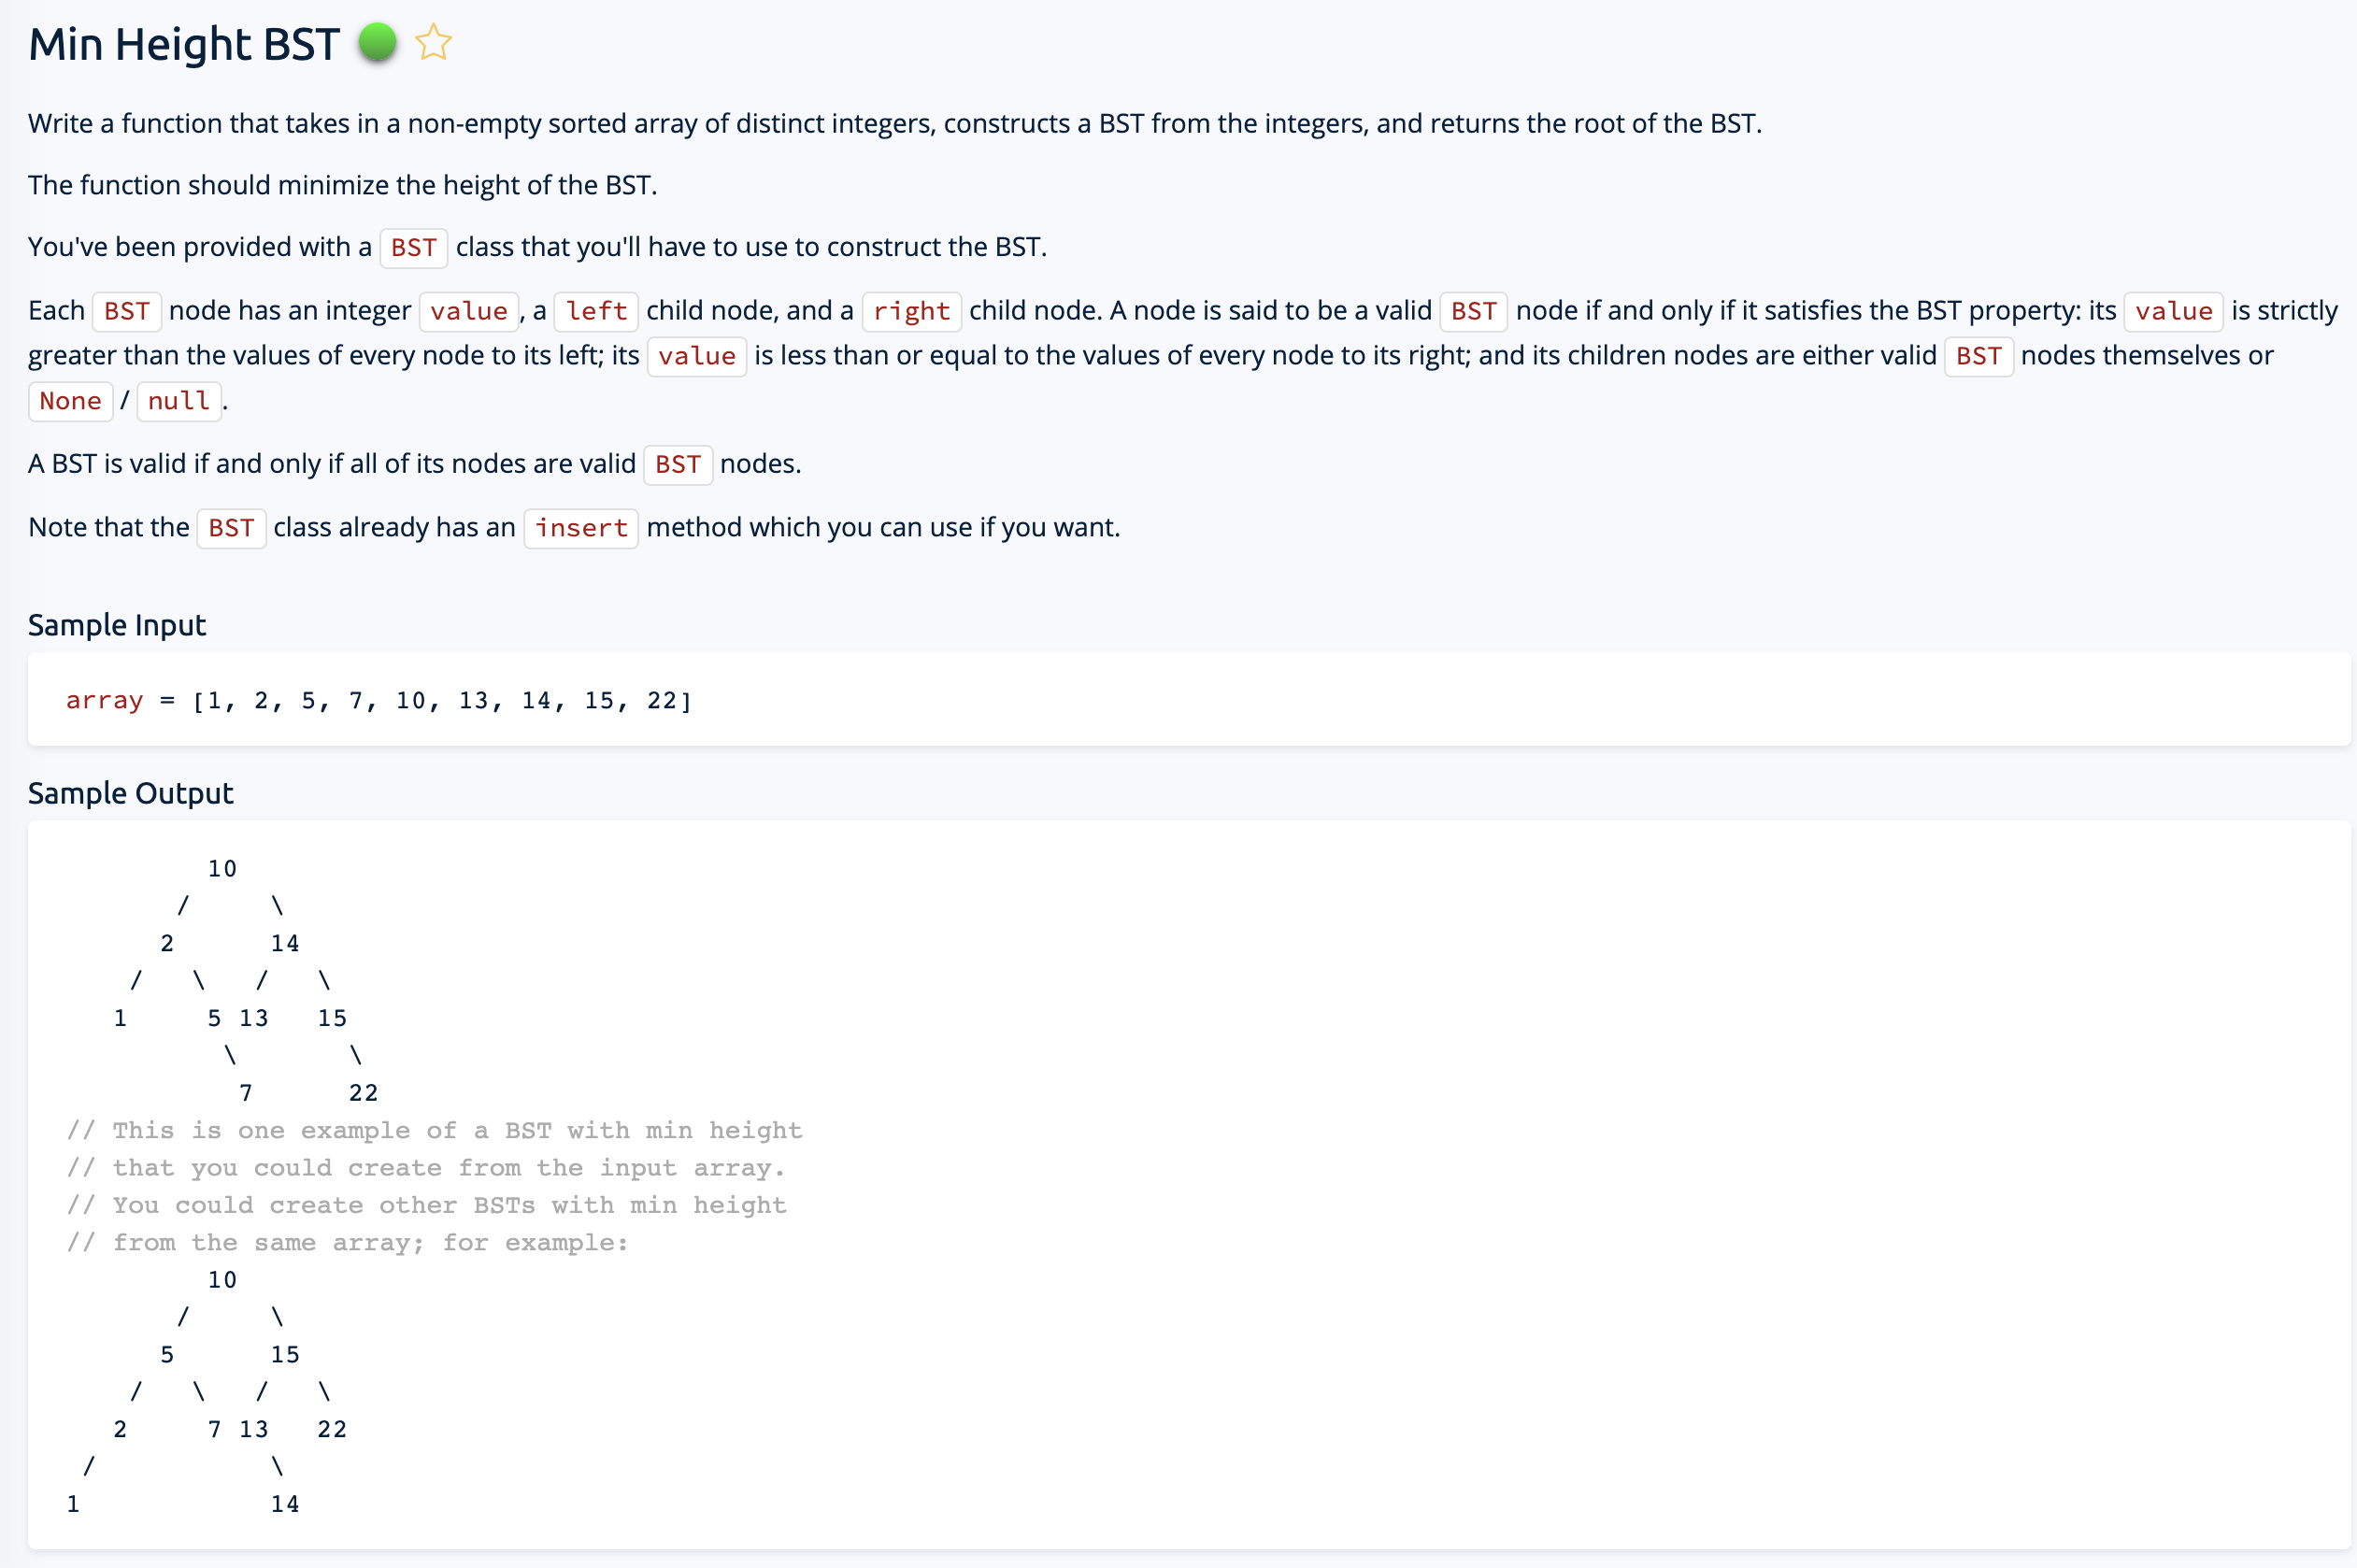 Min Height BST
Write a function that takes in a non-empty sorted array of distinct integers, constructs a BST from the integers, and returns the root of the BST.
The function should minimize the height of the BST.
You've been provided with a BST class that you'll have to use to construct the BST.
Each BST node has an integer value, a left child node, and a right child node. A node is said to be a valid BST node if and only if it satisfies the BST property: its value is strictly
greater than the values of every node to its left; its value is less than or equal to the values of every node to its right; and its children nodes are either valid BST nodes themselves or
None / null.
A BST is valid if and only if all of its nodes are valid BST nodes.
Note that the BST class already has an insert method which you can use if you want.
Sample Input
array = [1, 2, 5, 7, 10, 13, 14, 15, 22]
Sample Output
         10
       /     \
      2      14
    /   \   /   \
   1     5 13   15
          \       \
           7      22
// This is one example of a BST with min height
// that you could create from the input array.
// You could create other BSTs with min height
// from the same array; for example:
         10
       /     \
      5      15
    /   \   /   \
   2     7 13   22
 /           \
1            14